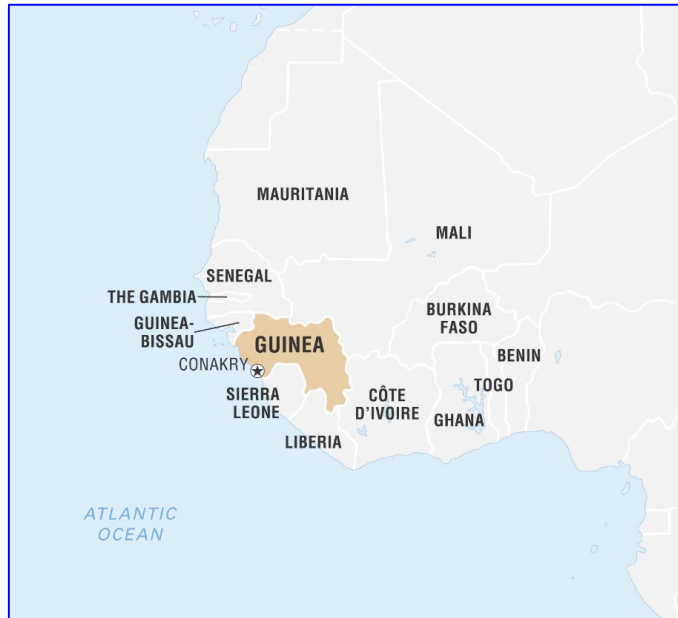 MAURITANIA
MALI
SENEGAL
THE GAMBIA
GUINEA-
BISSAU
BURKINA
FASO
GUINEA
BENIN
CONAKRY
TOGO
SIERRA
LEONE
CÔTE
D'IVOIRE
GHANA
LIBERIA
ATLANTIC
OCEAN